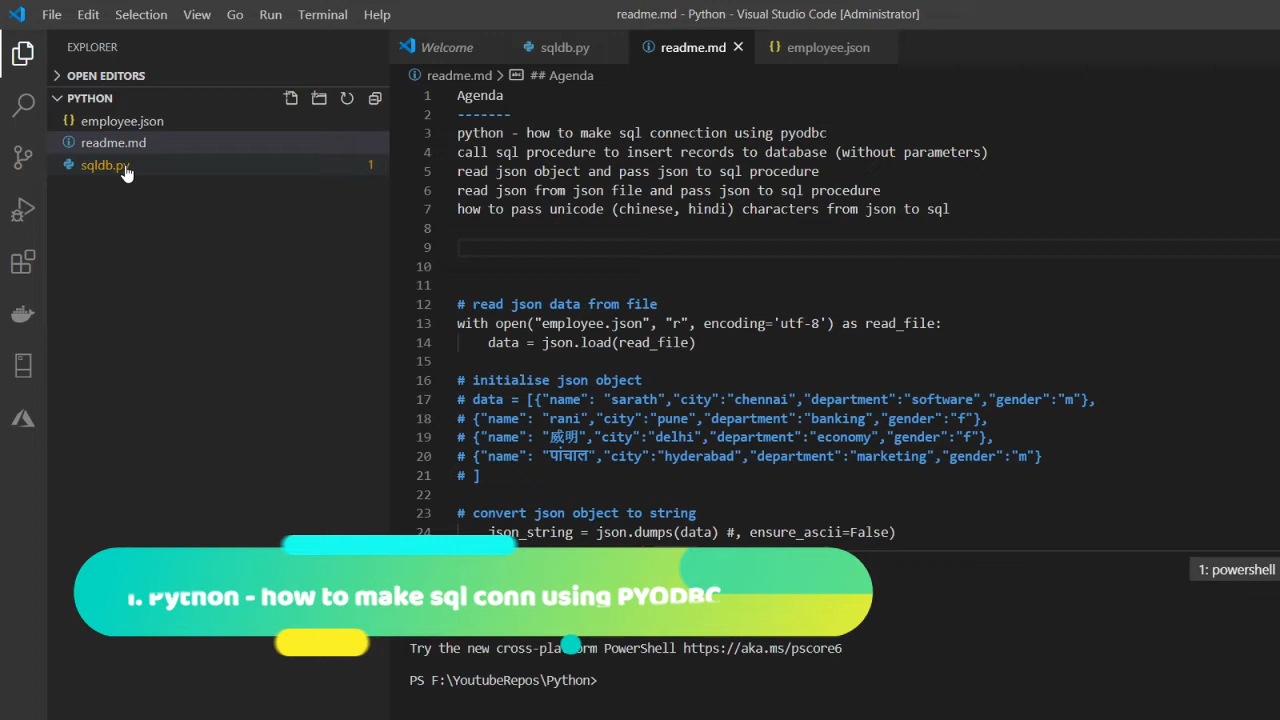 File Edit Selection View Go Run Terminal Help
readme.md - Python - Visual Studio Code [Administrator]
EXPLORER
OPEN EDITORS
PYTHON
{} employee.json
readme.md
sqldb.py 1
Welcome
sqldb.py
readme.md
{} employee.json
readme.md > abc ## Agenda
1 Agenda
2 -------
3 python - how to make sql connection using pyodbc
4 call sql procedure to insert records to database (without parameters)
5 read json object and pass json to sql procedure
6 read json from json file and pass json to sql procedure
7 how to pass unicode (chinese, hindi) characters from json to sql
8
9
10
11
12 # read json data from file
13 with open("employee.json", "r", encoding='utf-8') as read_file:
14 data = json.load(read_file)
15
16 # initialise json object
17 # data = [{"name": "sarath","city":"chennai","department":"software","gender":"m"},
18 # {"name": "rani","city":"pune","department":"banking","gender":"f"},
19 # {"name": "威明","city":"delhi","department":"economy","gender":"f"},
20 # {"name": "पांचाल","city":"hyderabad","department":"marketing","gender":"m"}
21 # ]
22
23 # convert json object to string
24 json_string = json.dumps(data) #, ensure_ascii=False)
1: powershell
1. Python - how to make sql conn using PYODBC
Try the new cross-platform PowerShell https://aka.ms/pscore6
PS F:\YoutubeRepos\Python>